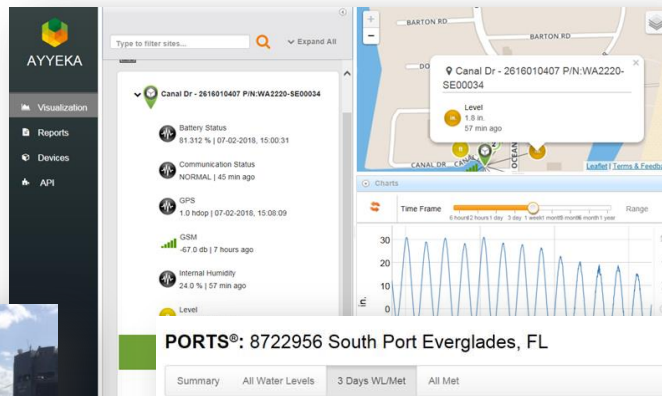 AYYEKA
Visualization
Reports
Devices
API
Type to filter sites...
Expand All
Canal Dr - 2616010407 P/N:WA2220-SE00034
Battery Status
81.312 % | 07-02-2018, 15:00:31
Communication Status
NORMAL | 45 min ago
GPS
1.0 hdop | 07-02-2018, 15:08:09
GSM
-67.0 db | 7 hours ago
Internal Humidity
24.0 % | 57 min ago
Level
+
-
BARTON RD
BARTON RD
DO
Canal Dr - 2616010407 P/N:WA2220-
SE00034
Level
1.8 in.
57 min ago
CANAL DR
CANAL
OCEAN
Leaflet | Terms & Feedba
Charts
Time Frame
Range
6 hours 12 hours 1 day 3 day 1 week 1 month 3 month 6 month 1 year
30
20
10
0
in.
PORTS®: 8722956 South Port Everglades, FL
Summary
All Water Levels
3 Days WL/Met
All Met